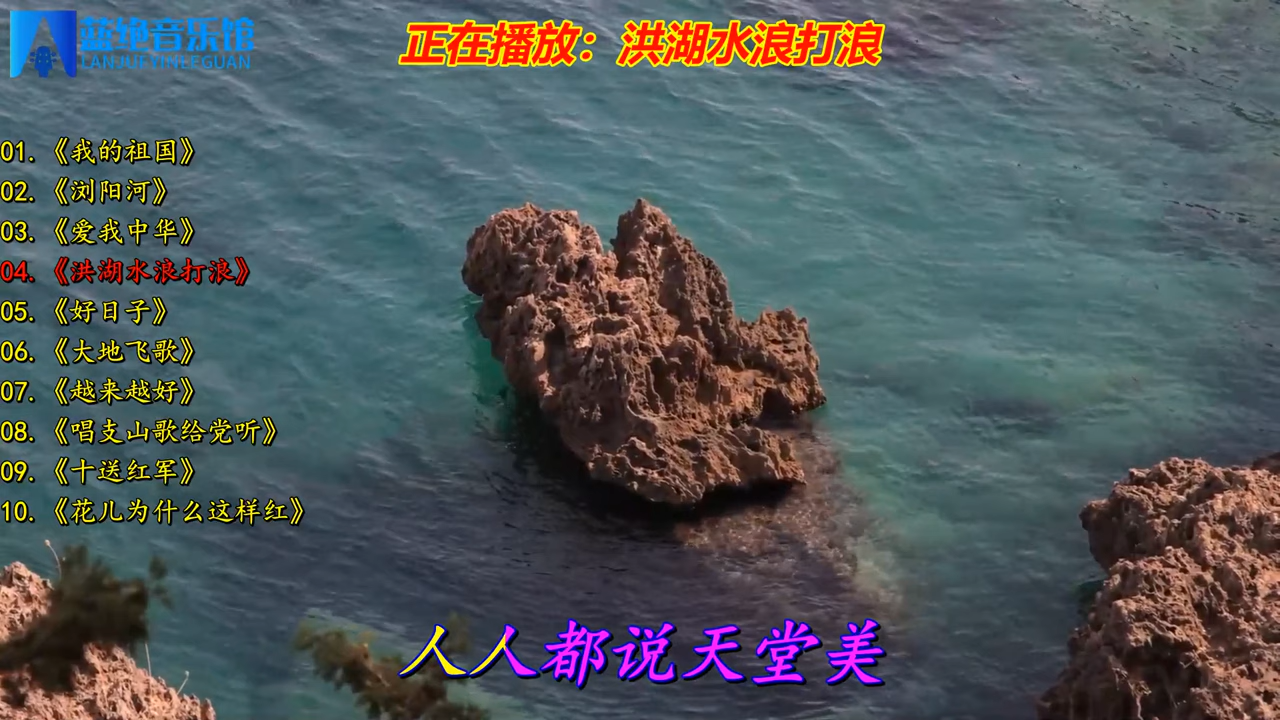 蓝绝音乐馆
LANJUEYINLEGUAN
正在播放：洪湖水浪打浪
01.《我的祖国》
02.《浏阳河》
03.《爱我中华》
04.《洪湖水浪打浪》
05.《好日子》
06.《大地飞歌》
07.《越来越好》
08.《唱支山歌给党听》
09.《十送红军》
10.《花儿为什么这样红》
人人都说天堂美